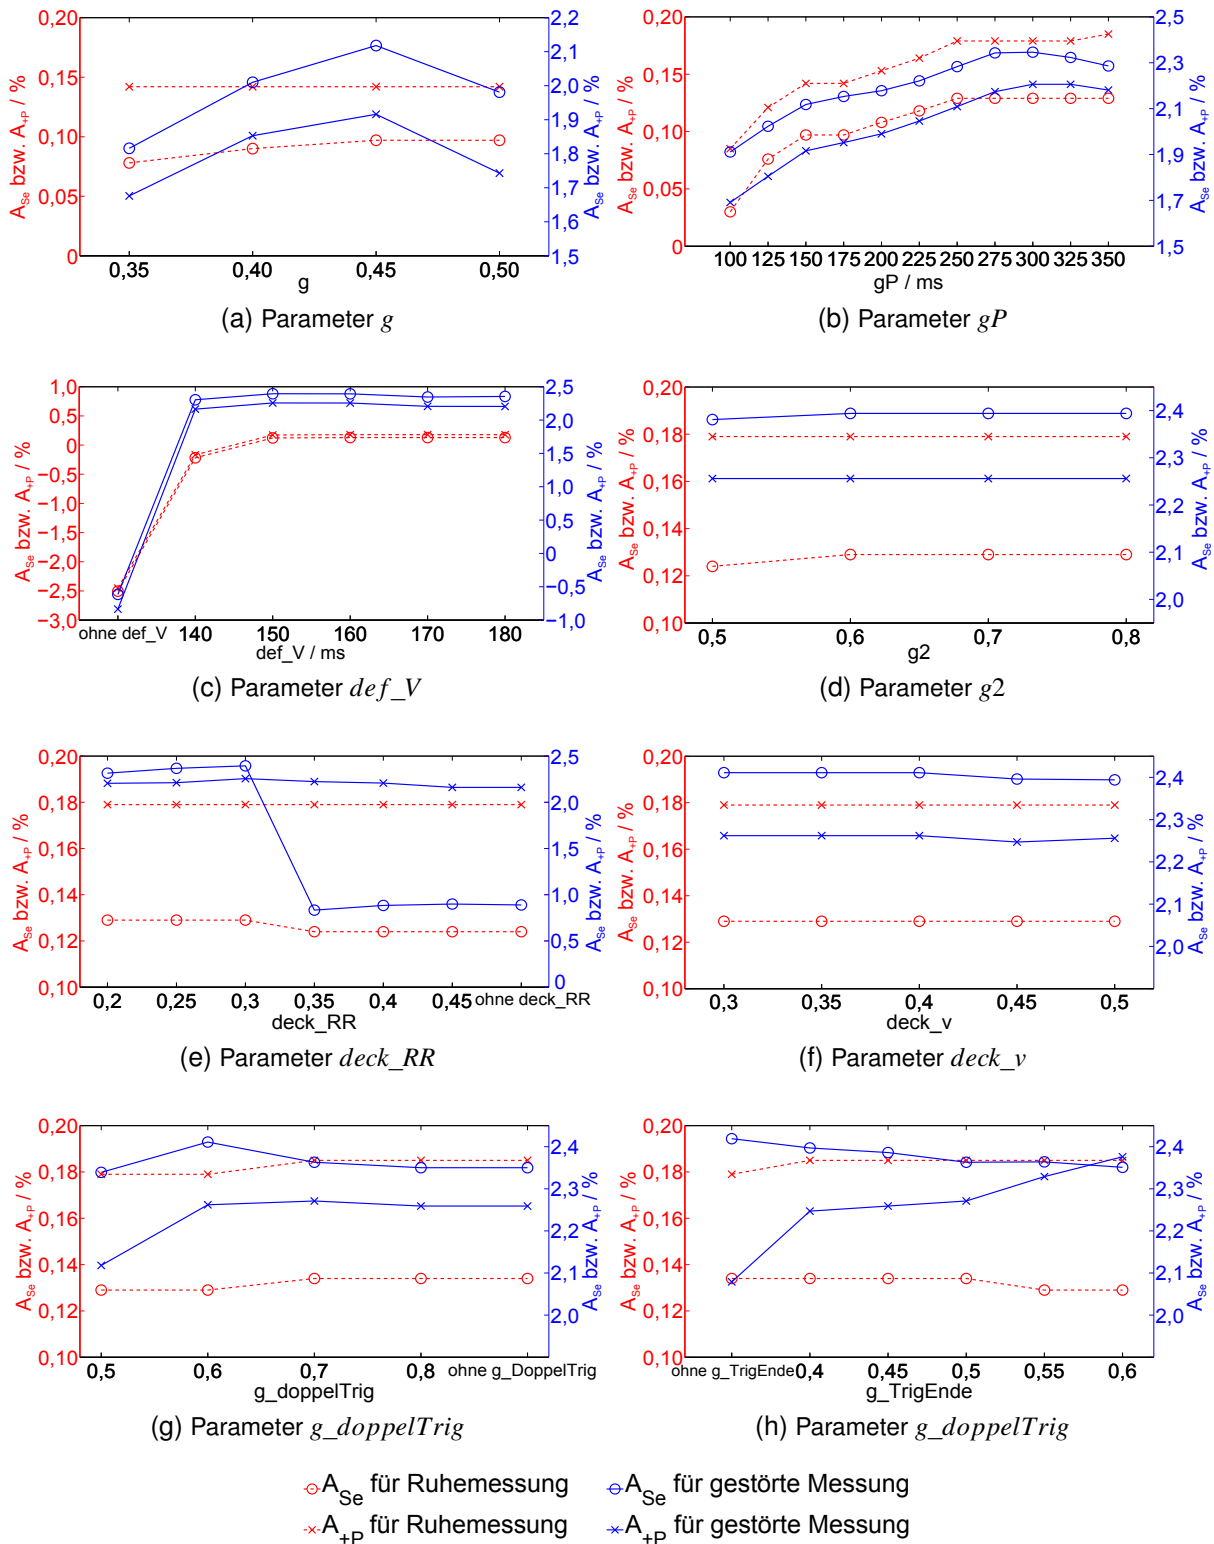 A_Se bzw. A_+P / %
0,20
0,15
0,10
0,05
0
2,2
2,1
2,0
1,9
1,8
1,7
1,6
1,5
A_Se bzw. A_+P / %
0,35 0,40 0,45 0,50
g
(a) Parameter g
A_Se bzw. A_+P / %
0,20
0,15
0,10
0,05
0
2,5
2,3
2,1
1,9
1,7
1,5
A_Se bzw. A_+P / %
100 125 150 175 200 225 250 275 300 325 350
gP / ms
(b) Parameter gP
A_Se bzw. A_+P / %
1,0
0,5
0
−0,5
−1,0
−1,5
−2,0
−2,5
−3,0
2,5
2,0
1,5
1,0
0,5
0
−0,5
−1,0
A_Se bzw. A_+P / %
ohne def_V 140 150 160 170 180
def_V / ms
(c) Parameter def_V
A_Se bzw. A_+P / %
0,20
0,18
0,16
0,14
0,12
0,10
2,4
2,3
2,2
2,1
2,0
A_Se bzw. A_+P / %
0,5 0,6 0,7 0,8
g2
(d) Parameter g2
A_Se bzw. A_+P / %
0,20
0,18
0,16
0,14
0,12
0,10
2,5
2,0
1,5
1,0
0,5
0
A_Se bzw. A_+P / %
0,2 0,25 0,3 0,35 0,4 0,45 ohne deck_RR
deck_RR
(e) Parameter deck_RR
A_Se bzw. A_+P / %
0,20
0,18
0,16
0,14
0,12
0,10
2,4
2,3
2,2
2,1
2,0
A_Se bzw. A_+P / %
0,3 0,35 0,4 0,45 0,5
deck_v
(f) Parameter deck_v
A_Se bzw. A_+P / %
0,20
0,18
0,16
0,14
0,12
0,10
2,4
2,3
2,2
2,1
2,0
A_Se bzw. A_+P / %
0,5 0,6 0,7 0,8 ohne g_DoppelTrig
g_doppelTrig
(g) Parameter g_doppelTrig
A_Se bzw. A_+P / %
0,20
0,18
0,16
0,14
0,12
0,10
2,4
2,3
2,2
2,1
2,0
A_Se bzw. A_+P / %
ohne g_TrigEnde 0,4 0,45 0,5 0,55 0,6
g_TrigEnde
(h) Parameter g_doppelTrig
A_Se für Ruhemessung A_Se für gestörte Messung
A_+P für Ruhemessung A_+P für gestörte Messung